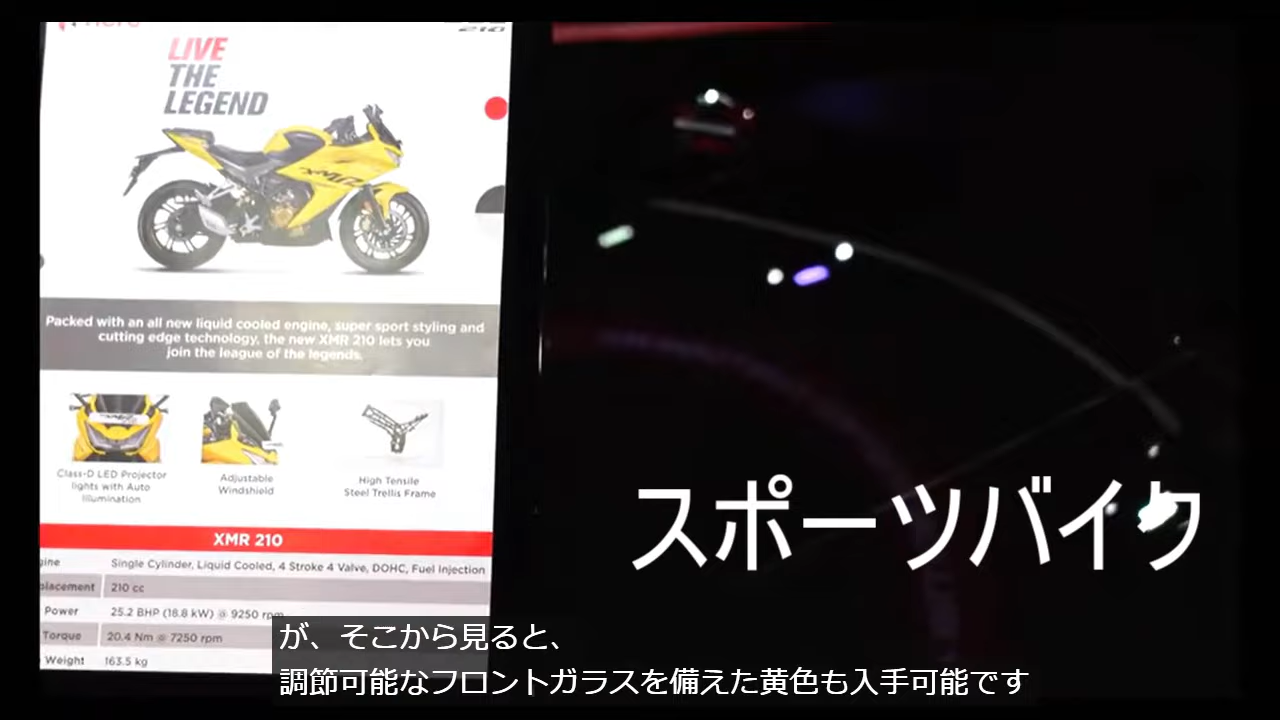 Hero
210
LIVE
THE
LEGEND
XMR
Packed with an all new liquid cooled engine, super sport styling and
cutting edge technology, the new XMR 210 lets you
join the league of the legends.
Class-D LED Projector
lights with Auto
Illumination
Adjustable
Windshield
High Tensile
Steel Trellis Frame
XMR 210
gine Single Cylinder, Liquid Cooled, 4 Stroke 4 Valve, DOHC, Fuel Injection
placement 210 cc
Power 25.2 BHP (18.8 kW) @ 9250 rpm
Torque 20.4 Nm @ 7250 rpm
Weight 163.5 kg
スポーツバイク
が、そこから見ると、
調節可能なフロントガラスを備えた黄色も入手可能です